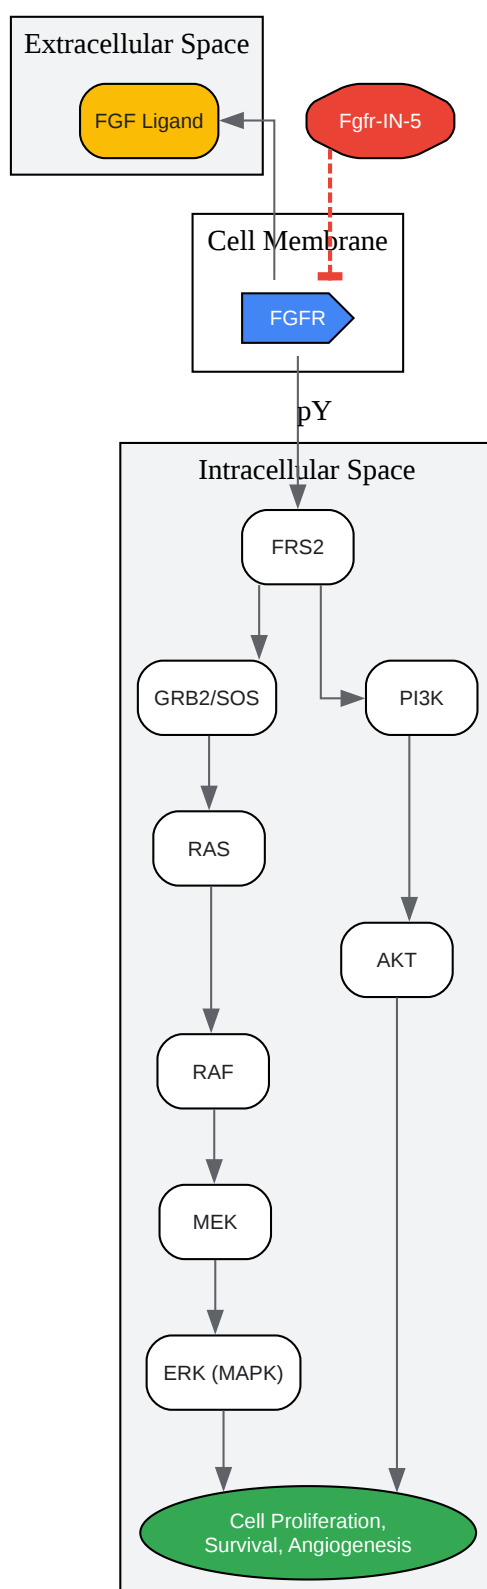 Extracellular Space
FGF Ligand
Fgfr-IN-5
Cell Membrane
FGFR
pY
Intracellular Space
FRS2
GRB2/SOS
PI3K
RAS
AKT
RAF
MEK
ERK (MAPK)
Cell Proliferation,
Survival, Angiogenesis